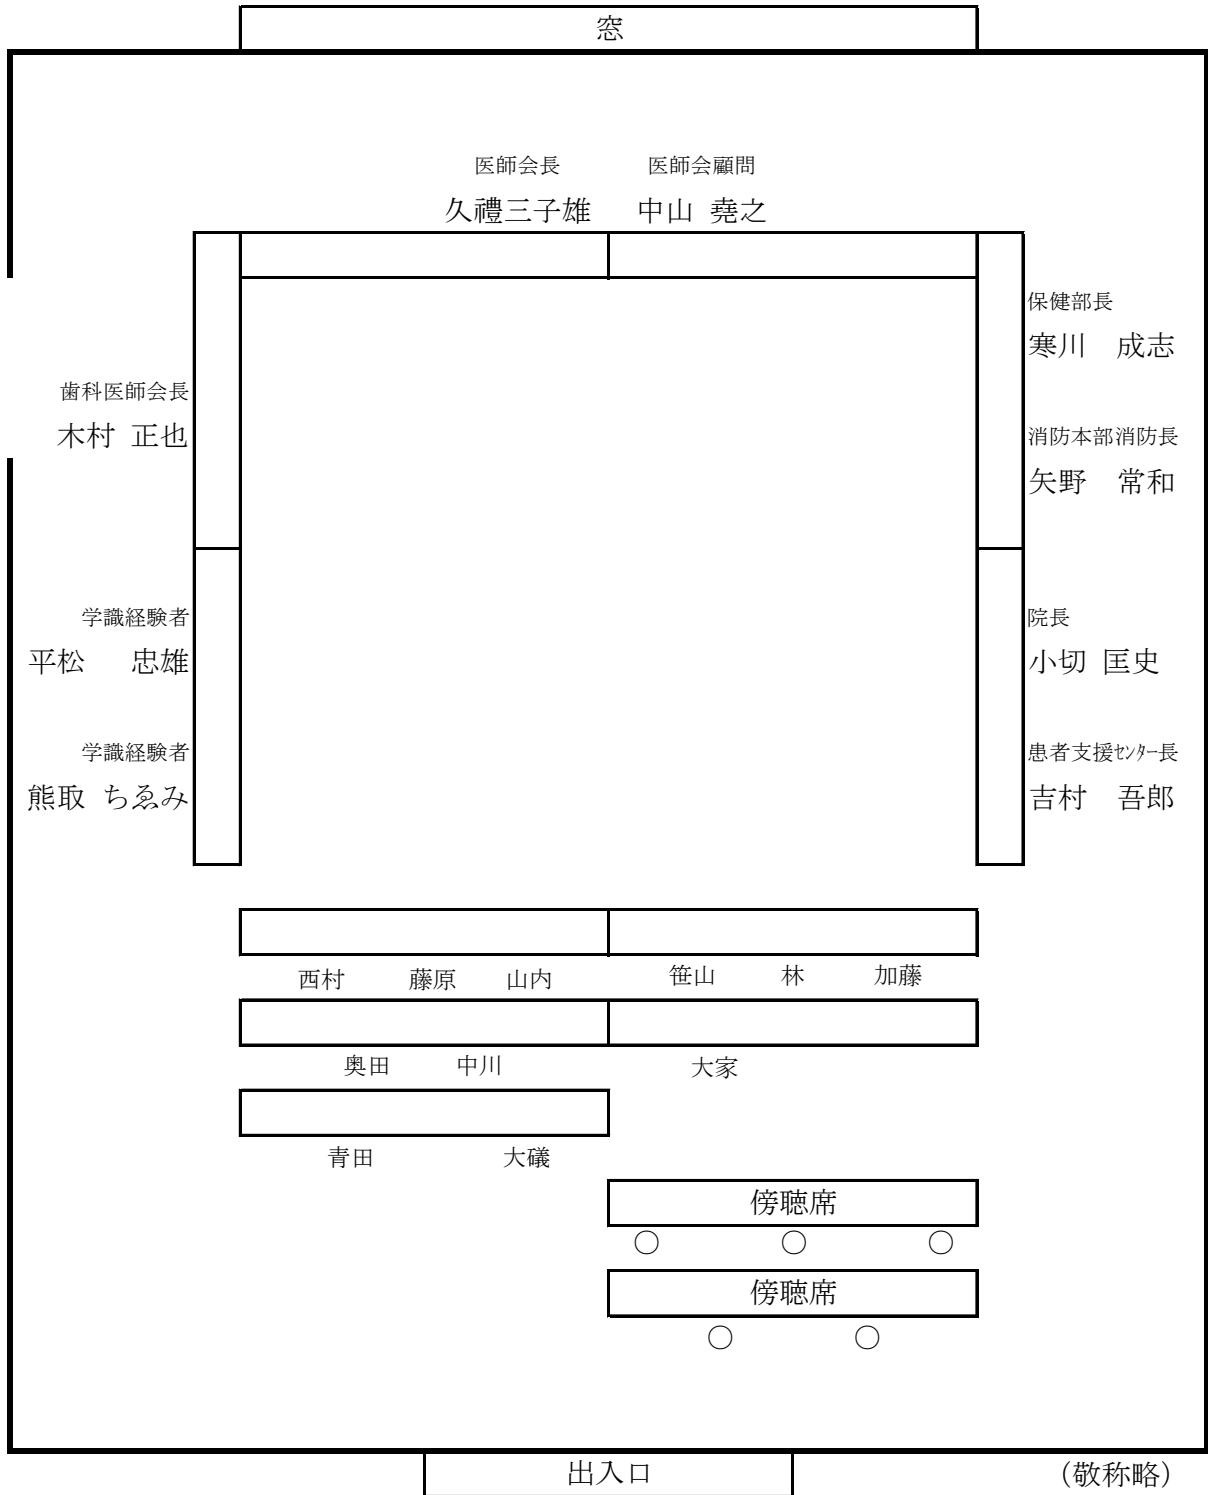 窓
医師会長 医師会顧問
久禮三子雄 中山 堯之
保健部長
寒川 成志
歯科医師会長
木村 正也
消防本部消防長
矢野 常和
学識経験者 院長
平松 忠雄 小切 匡史
学識経験者 患者支援ｾﾝﾀｰ長
熊取 ちゑみ 吉村 吾郎
西村 藤原 山内 笹山 林 加藤
奥田 中川 大家
青田 大礒
傍聴席
○ ○ ○
傍聴席
○ ○
出入口 (敬称略)